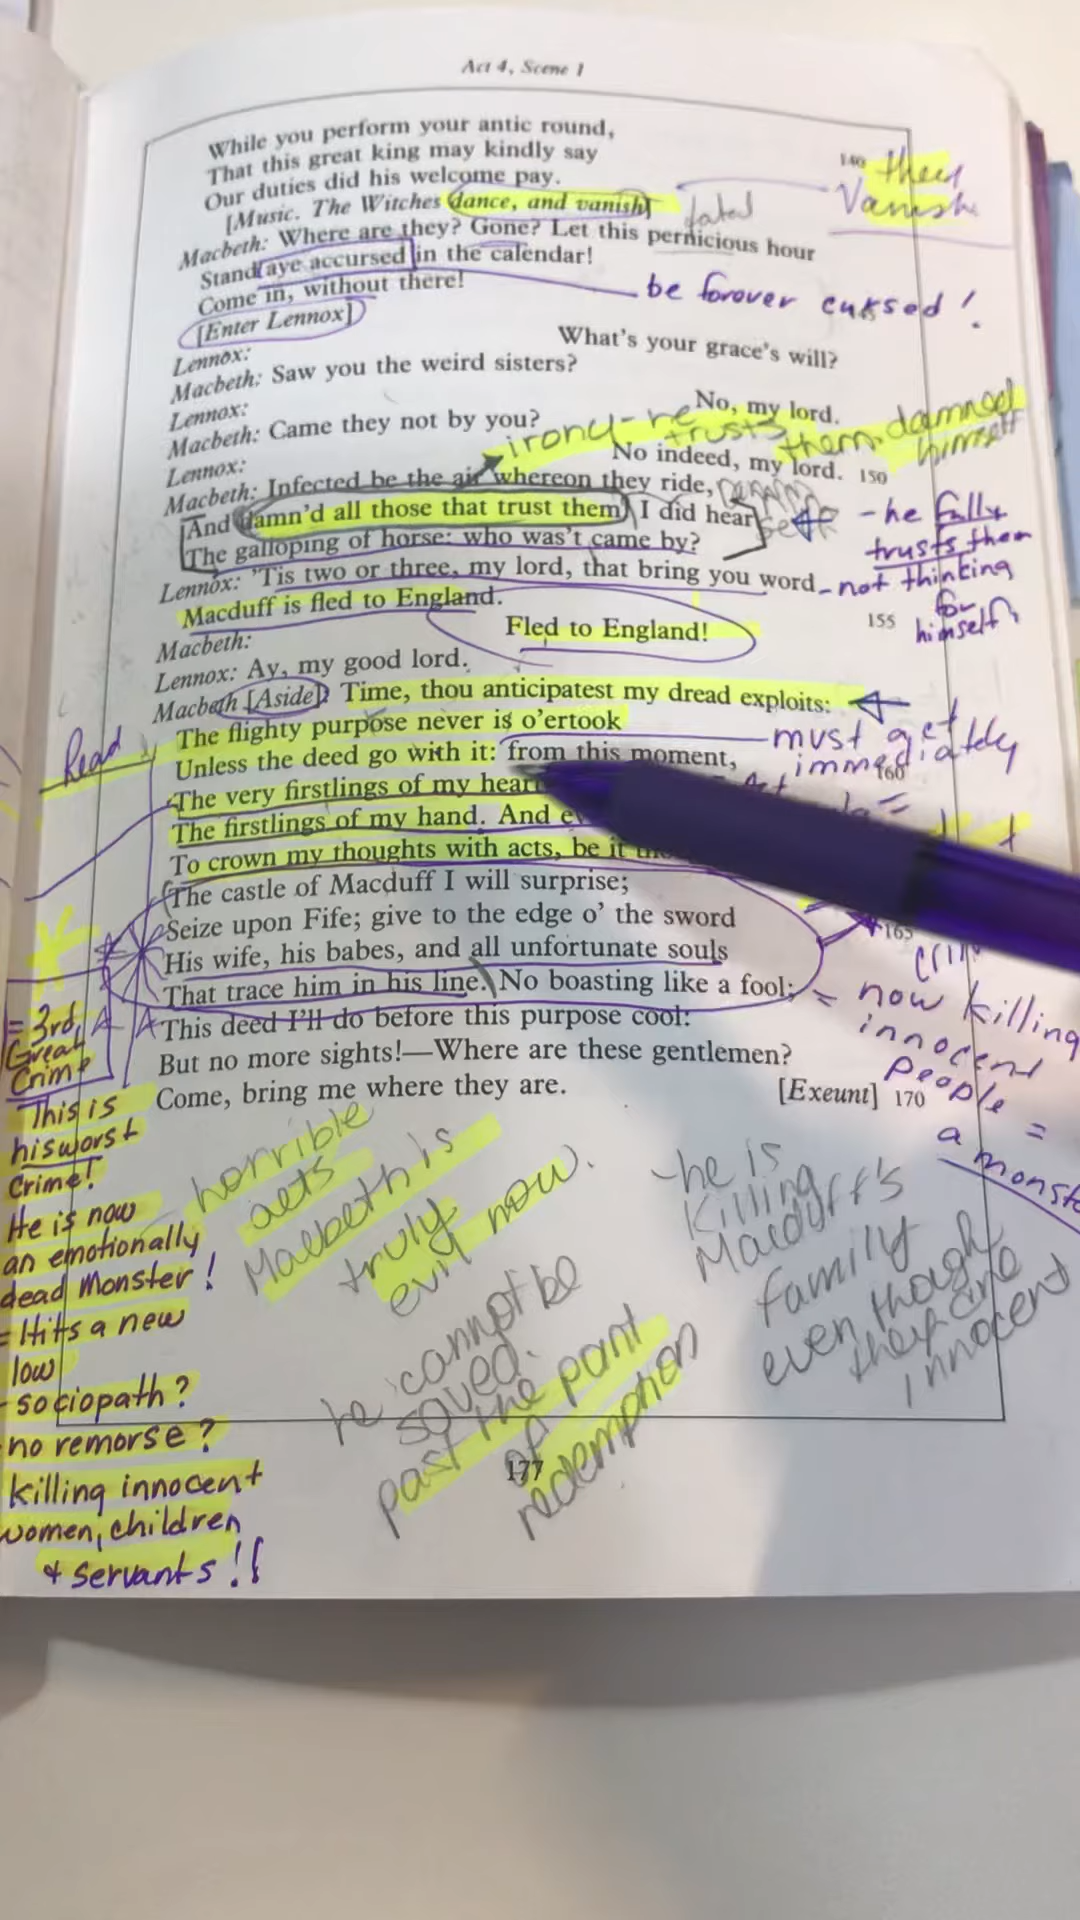 Act 4, Scene 1
While you perform your antic round,
That this great king may kindly say
Our duties did his welcome pay.
140
they
Vanish
[Music. The Witches dance, and vanish]
fated
Macbeth: Where are they? Gone? Let this pernicious hour
Stand aye accursed in the calendar!
be forever cursed!
Come in, without there!
[Enter Lennox]
Lennox: What's your grace's will?
Macbeth: Saw you the weird sisters?
Lennox: No, my lord.
Macbeth: Came they not by you?
irony - he trusts them. damned himself
Lennox: No indeed, my lord. 150
Macbeth: Infected be the air whereon they ride,
And damn'd all those that trust them! I did hear
The galloping of horse: who was't came by?
- he fully
trusts them
- not thinking
for
himself
Lennox: 'Tis two or three, my lord, that bring you word
Macduff is fled to England.
155
Macbeth: Fled to England!
Lennox: Ay, my good lord.
Macbeth [Aside]: Time, thou anticipatest my dread exploits:
The flighty purpose never is o'ertook
must act
immediately
Read
Unless the deed go with it: from this moment,
160
The very firstlings of my hear
The firstlings of my hand. And ev
To crown my thoughts with acts, be it
The castle of Macduff I will surprise;
Seize upon Fife; give to the edge o' the sword
165
His wife, his babes, and all unfortunate souls
That trace him in his line. No boasting like a fool;
This deed I'll do before this purpose cool:
But no more sights!—Where are these gentlemen?
Come, bring me where they are.
[Exeunt] 170
= now killing
innocent
people =
a monst
= 3rd
Great
Crime
This is
his worst
crime!
He is now
an emotionally
dead monster!
= Hits a new
low
- sociopath?
no remorse?
killing innocent
women, children
+ servants!!
- horrible
acts
Macbeth is
truly
evil now.
he cannot be
saved.
past the point
of
redemption
- he is
killing
Macduff's
family
even though
they are
innocent
177